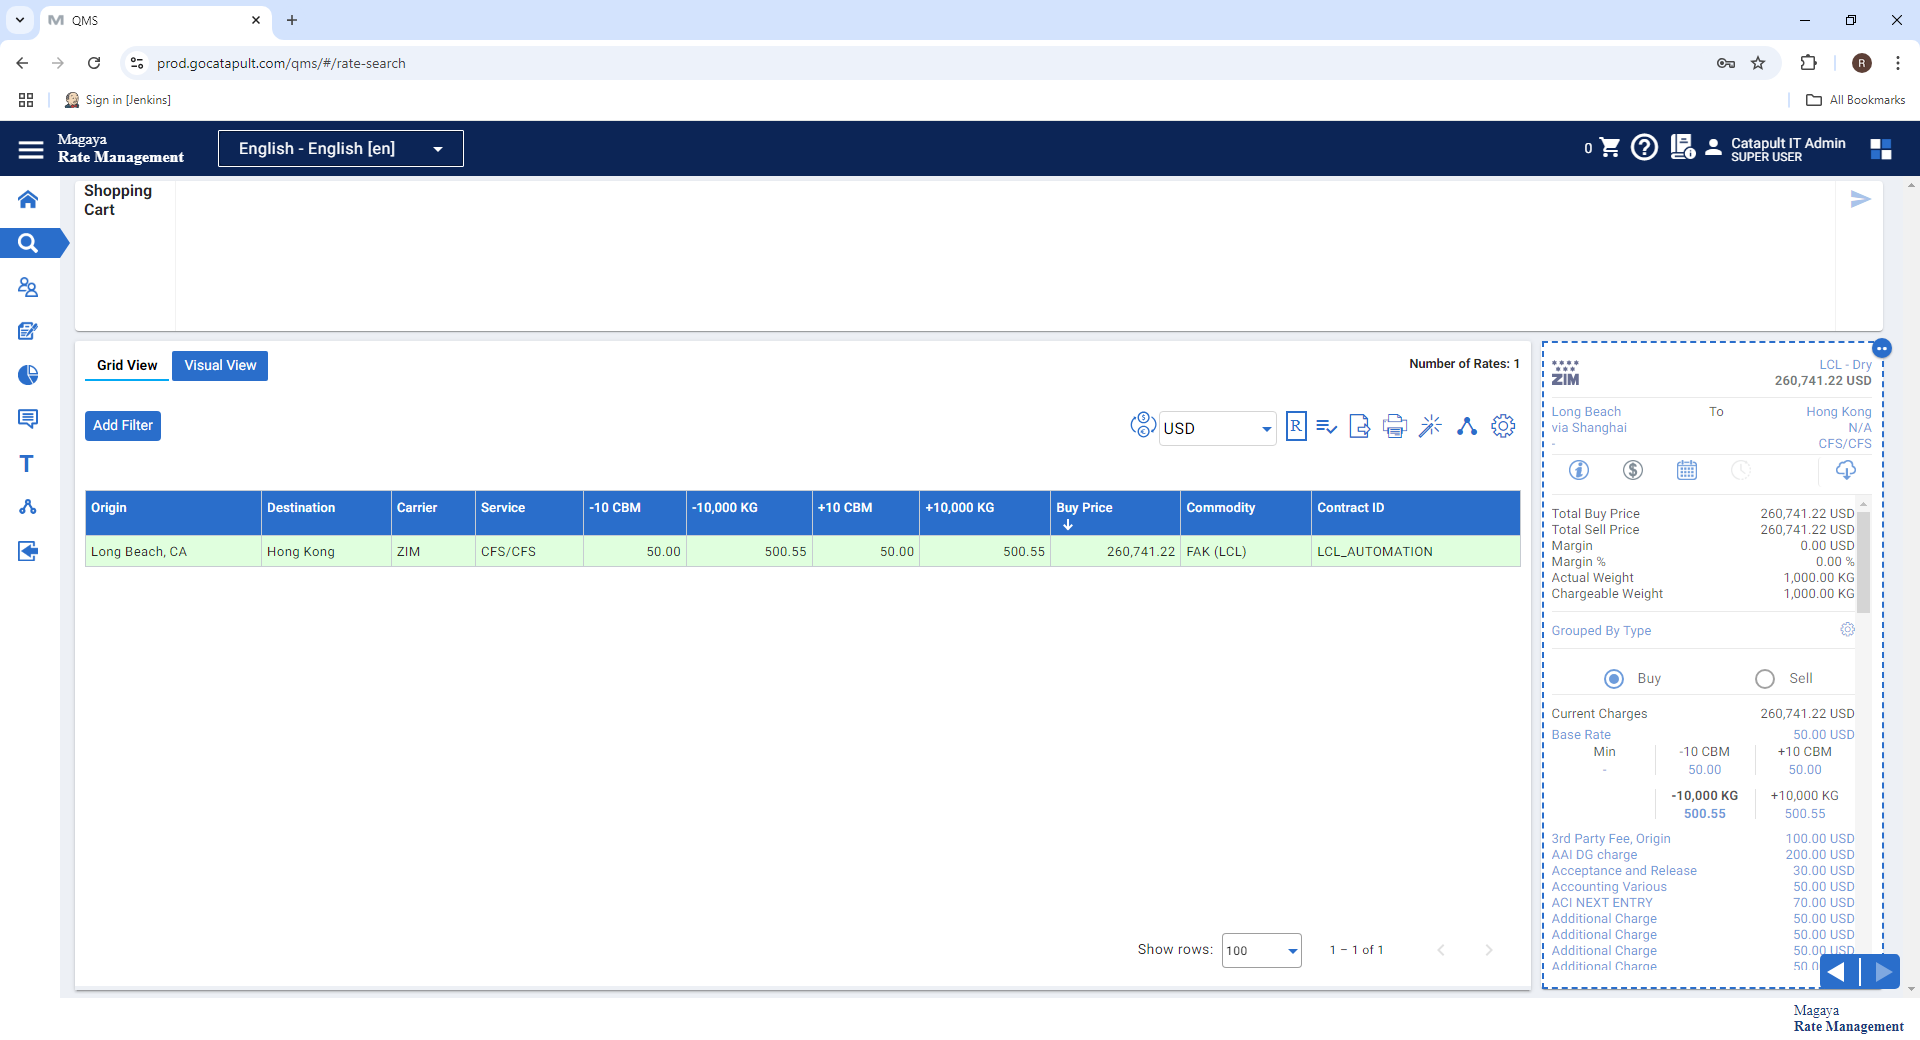 QMS
prod.gocatapult.com/qms/#/rate-search
R
Sign in [Jenkins]
All Bookmarks
Magaya
Rate Management
English - English [en]
0
Catapult IT Admin
SUPER USER
Shopping
Cart
Grid View
Visual View
Number of Rates: 1
Add Filter
USD
R
Origin Destination Carrier Service -10 CBM -10,000 KG +10 CBM +10,000 KG Buy Price Commodity Contract ID
Long Beach, CA Hong Kong ZIM CFS/CFS 50.00 500.55 50.00 500.55 260,741.22 FAK (LCL) LCL_AUTOMATION
Show rows: 100 1 – 1 of 1
ZIM
LCL - Dry
260,741.22 USD
Long Beach To Hong Kong
via Shanghai N/A
- CFS/CFS
Total Buy Price 260,741.22 USD
Total Sell Price 260,741.22 USD
Margin 0.00 USD
Margin % 0.00 %
Actual Weight 1,000.00 KG
Chargeable Weight 1,000.00 KG
Grouped By Type
Buy Sell
Current Charges 260,741.22 USD
Base Rate 50.00 USD
Min -10 CBM +10 CBM
- 50.00 50.00
-10,000 KG +10,000 KG
500.55 500.55
3rd Party Fee, Origin 100.00 USD
AAI DG charge 200.00 USD
Acceptance and Release 30.00 USD
Accounting Various 50.00 USD
ACI NEXT ENTRY 70.00 USD
Additional Charge 50.00 USD
Additional Charge 50.00 USD
Additional Charge 50.00 USD
Additional Charge 50.0
Magaya
Rate Management